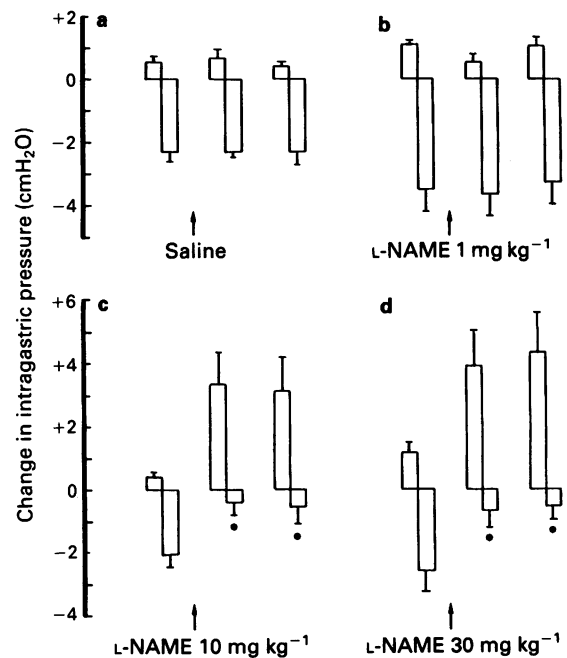 Change in intragastric pressure (cmH₂O)
a
+2
0
−2
−4
Saline
b
ʟ-NAME 1 mg kg⁻¹
c
+6
+4
+2
0
−2
−4
ʟ-NAME 10 mg kg⁻¹
d
ʟ-NAME 30 mg kg⁻¹